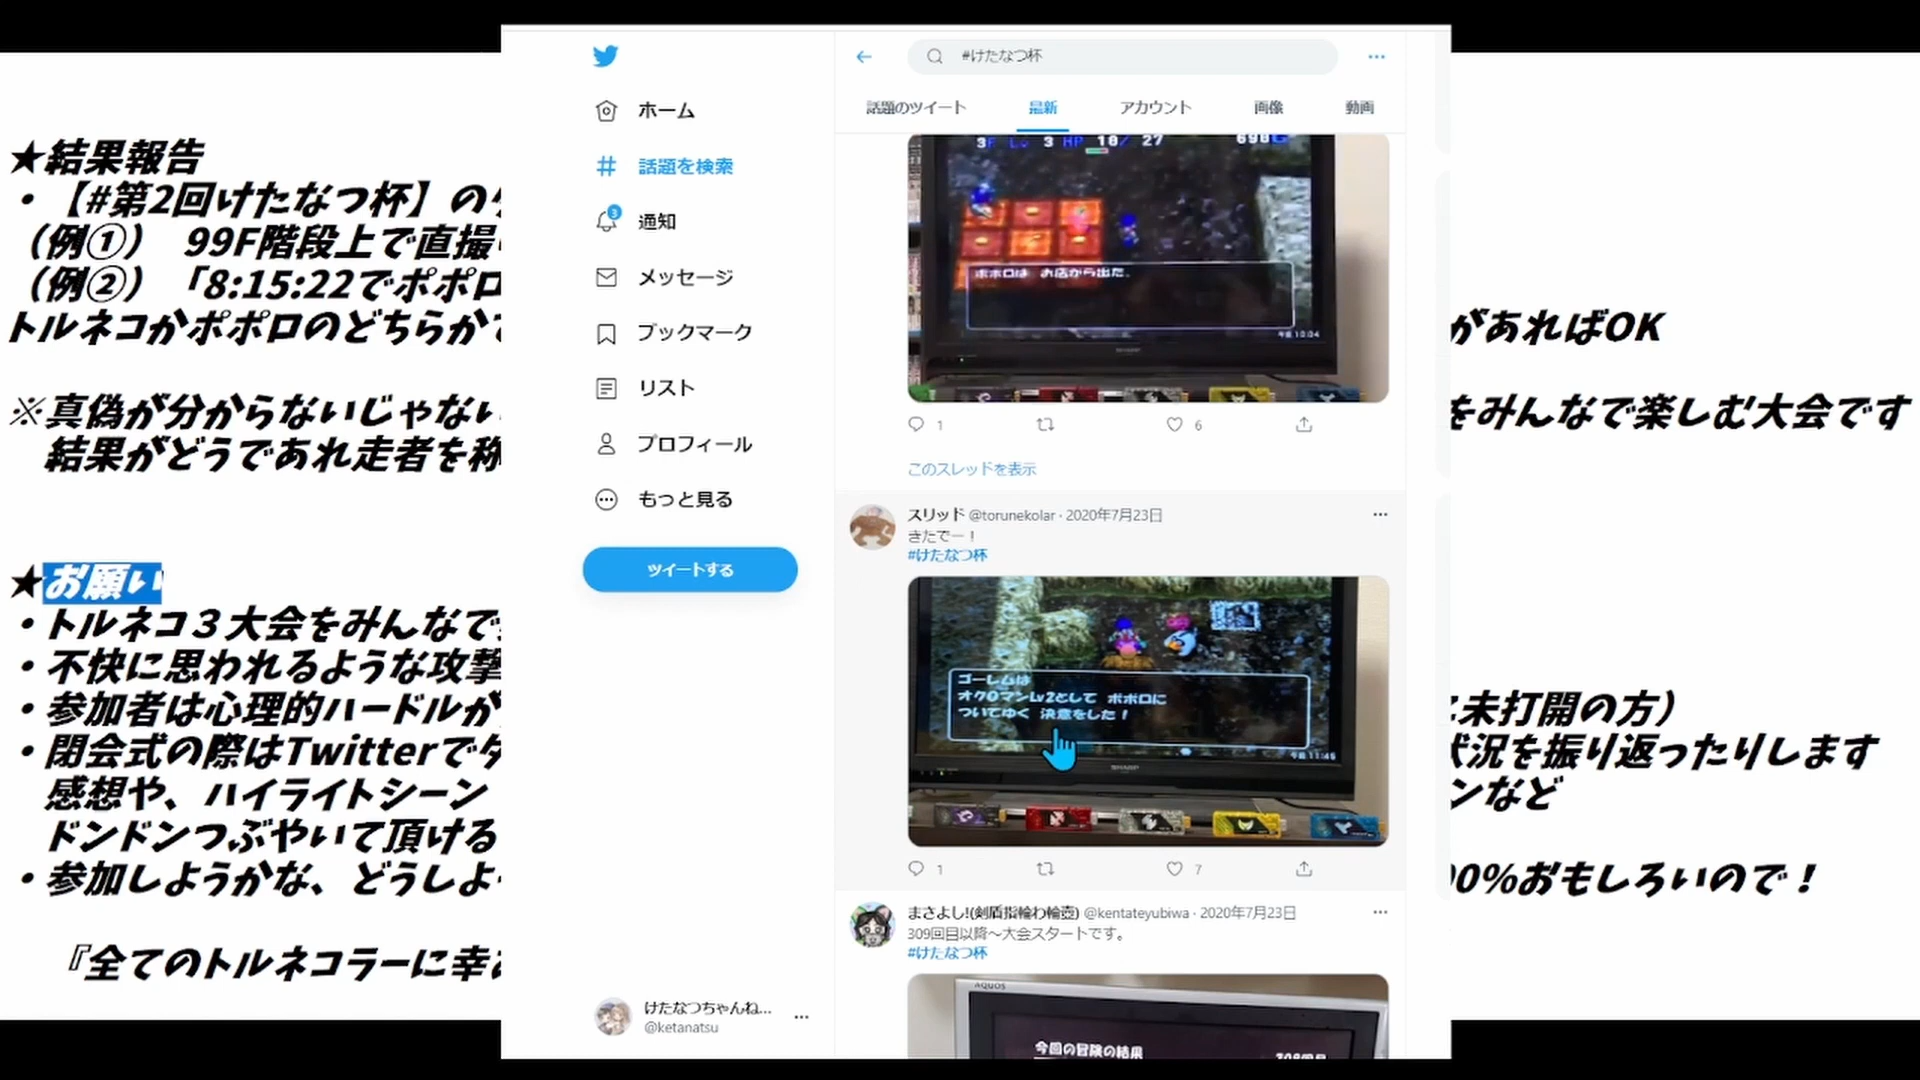 ★結果報告
・【#第2回けたなつ杯】の
（例①） 99F階段上で直撮
（例②） 「8:15:22でポポロ
トルネコかポポロのどちらかで
があればOK
※真偽が分からないじゃない
をみんなで楽しむ大会です
結果がどうであれ走者を称
★お願い
・トルネコ３大会をみんなで
・不快に思われるような攻撃
・参加者は心理的ハードルが
未打開の方）
・閉会式の際はTwitterで
状況を振り返ったりします
感想や、ハイライトシーン
ンなど
ドンドンつぶやいて頂ける
・参加しようかな、どうしよ
00%おもしろいので！
『全てのトルネコラーに幸
ホーム
話題を検索
3
通知
メッセージ
ブックマーク
リスト
プロフィール
もっと見る
ツイートする
けたなつちゃんね...
@ketanatsu
#けたなつ杯
話題のツイート
最新
アカウント
画像
動画
3F Lv 3 HP 18/ 27 698G
ポポロは お店から出た。
午前 10:04
SHARP
1
6
このスレッドを表示
スリッド @torunekolar · 2020年7月23日
きたでー！
#けたなつ杯
ゴーレムは
オクロマンLv2として ポポロに
ついてゆく 決意をした！
午前 11:45
SHARP
1
7
まさよし!(剣盾指輪わ輪壺) @kentateyubiwa · 2020年7月23日
309回目以降～大会スタートです。
#けたなつ杯
AQUOS
今回の冒険の結果